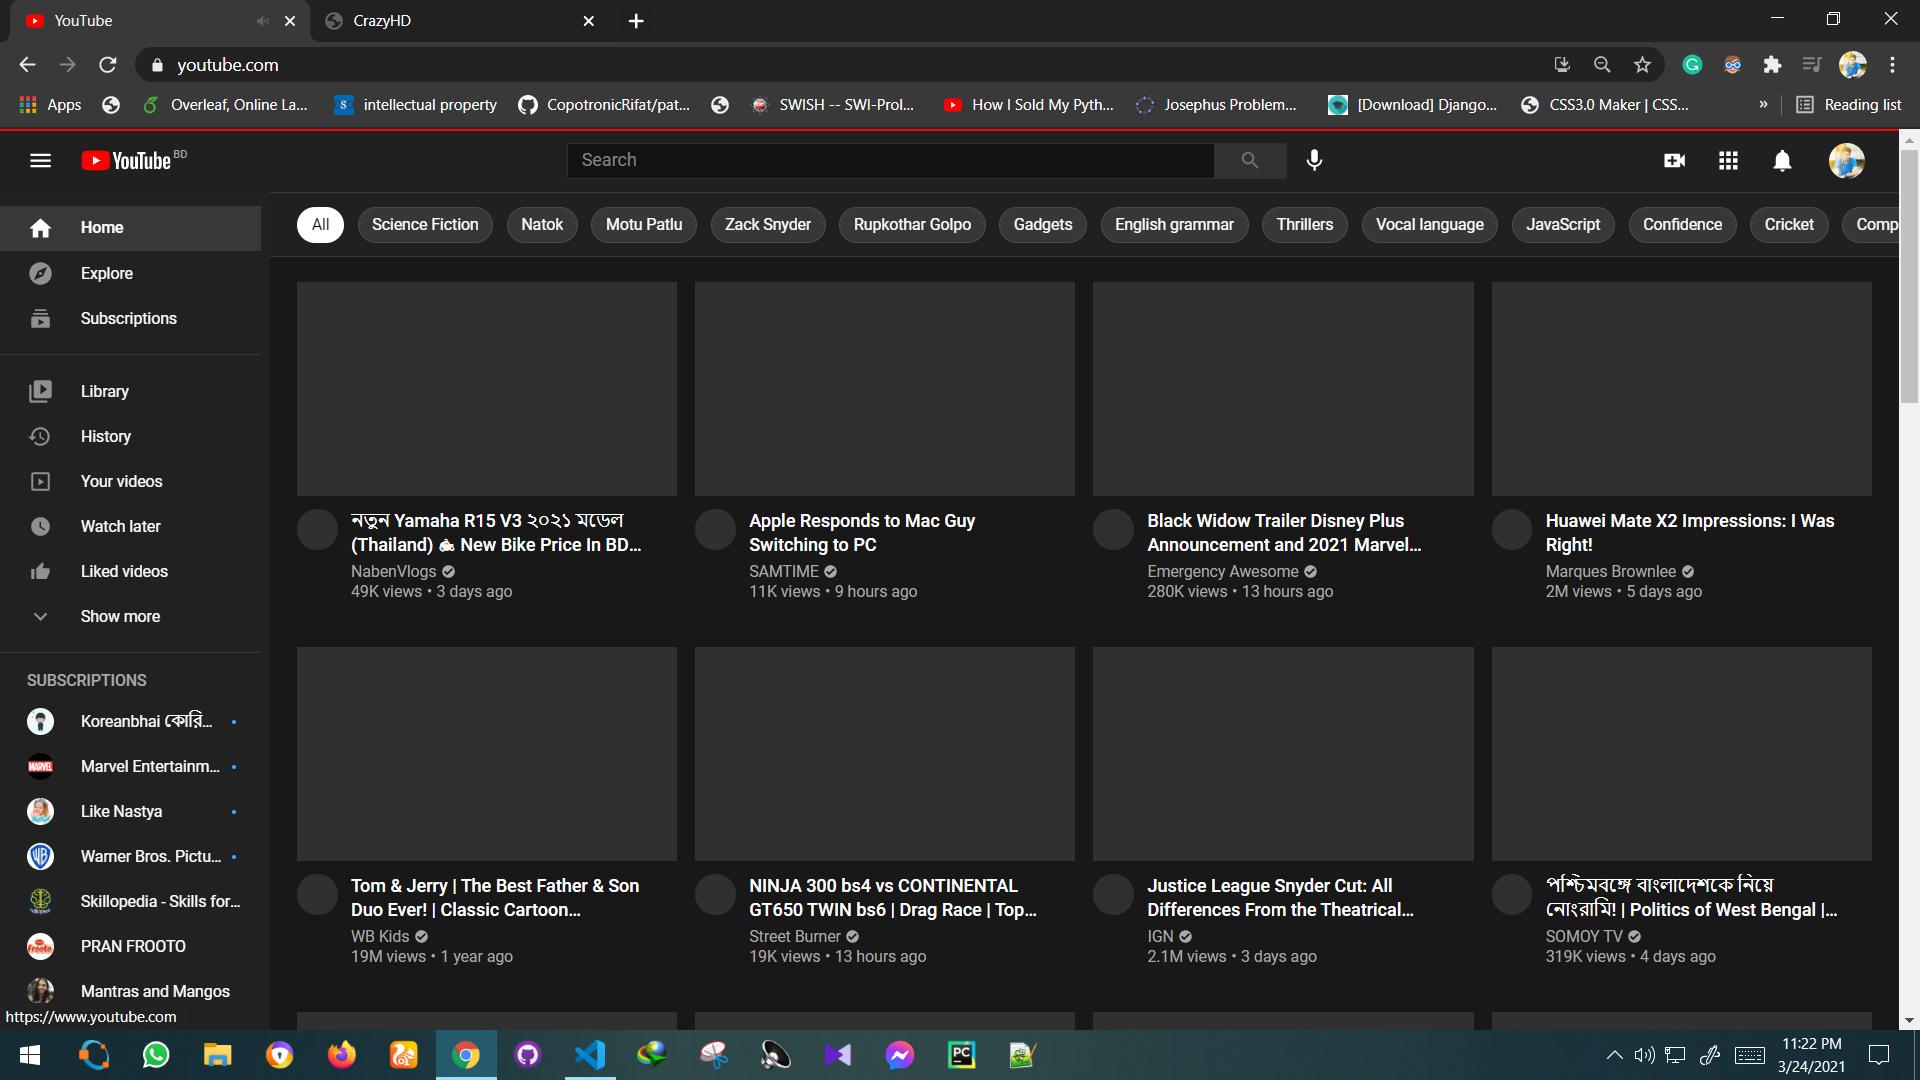 YouTube
CrazyHD
youtube.com
Apps
Overleaf, Online La...
intellectual property
CopotronicRifat/pat...
SWISH -- SWI-Prol...
How I Sold My Pyth...
Josephus Problem...
[Download] Django...
CSS3.0 Maker | CSS...
»
Reading list
YouTube BD
Search
Home
Explore
Subscriptions
Library
History
Your videos
Watch later
Liked videos
Show more
SUBSCRIPTIONS
Koreanbhai কোরি...
MARVEL
Marvel Entertainm...
Like Nastya
Warner Bros. Pictu...
Skillopedia - Skills for...
PRAN FROOTO
Mantras and Mangos
https://www.youtube.com
All
Science Fiction
Natok
Motu Patlu
Zack Snyder
Rupkothar Golpo
Gadgets
English grammar
Thrillers
Vocal language
JavaScript
Confidence
Cricket
Comp
নতুন Yamaha R15 V3 ২০২১ মডেল
(Thailand) 🏍 New Bike Price In BD...
NabenVlogs
49K views • 3 days ago
Apple Responds to Mac Guy
Switching to PC
SAMTIME
11K views • 9 hours ago
Black Widow Trailer Disney Plus
Announcement and 2021 Marvel...
Emergency Awesome
280K views • 13 hours ago
Huawei Mate X2 Impressions: I Was
Right!
Marques Brownlee
2M views • 5 days ago
Tom & Jerry | The Best Father & Son
Duo Ever! | Classic Cartoon...
WB Kids
19M views • 1 year ago
NINJA 300 bs4 vs CONTINENTAL
GT650 TWIN bs6 | Drag Race | Top...
Street Burner
19K views • 13 hours ago
Justice League Snyder Cut: All
Differences From the Theatrical...
IGN
2.1M views • 3 days ago
পশ্চিমবঙ্গে বাংলাদেশকে নিয়ে
নোংরামি! | Politics of West Bengal |...
SOMOY TV
319K views • 4 days ago
PC
11:22 PM
3/24/2021